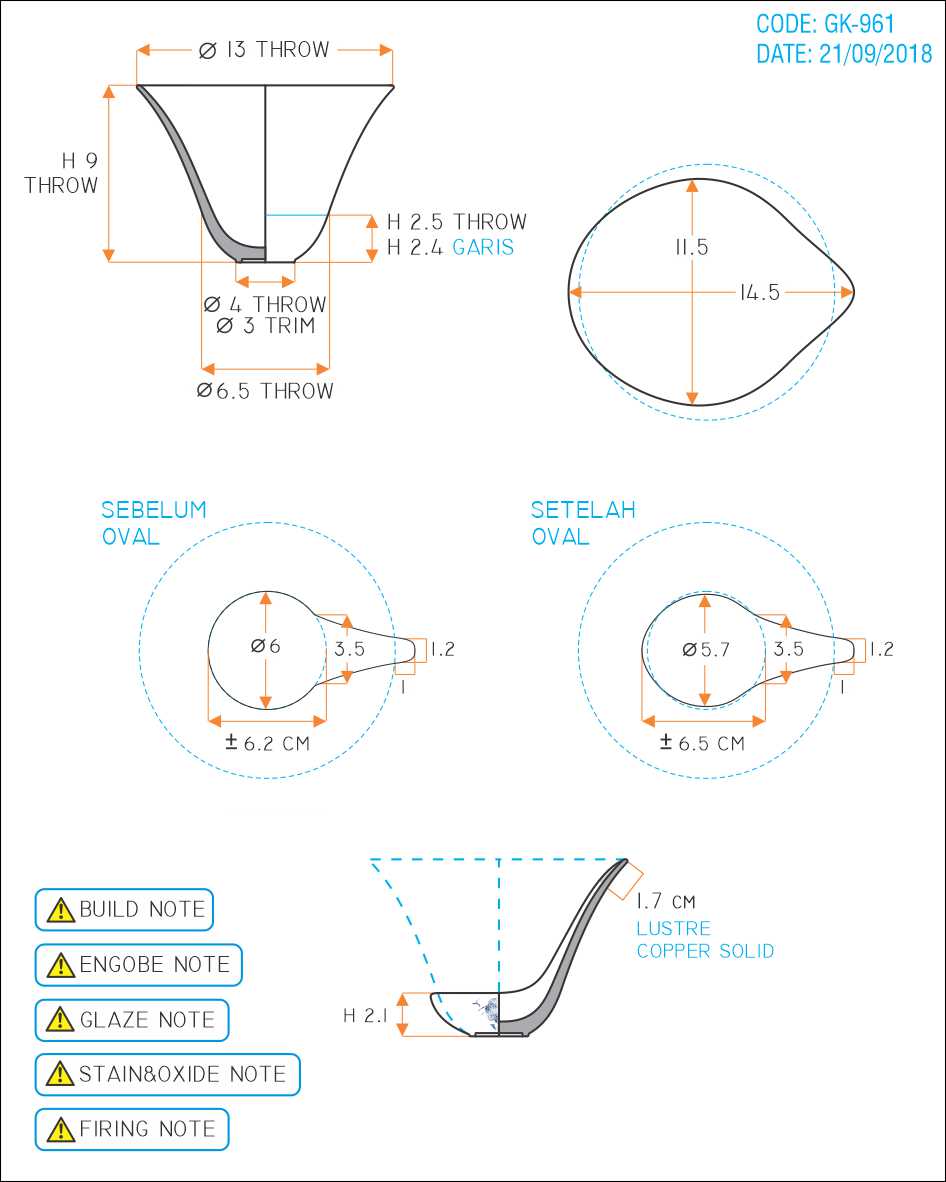 CODE: GK-961
DATE: 21/09/2018
Ø 13 THROW
H 9
THROW
H 2.5 THROW
H 2.4 GARIS
Ø 4 THROW
Ø 3 TRIM
Ø6.5 THROW
11.5
14.5
SEBELUM
OVAL
Ø6
3.5
1.2
1
± 6.2 CM
SETELAH
OVAL
Ø5.7
3.5
1.2
1
± 6.5 CM
1.7 CM
LUSTRE
COPPER SOLID
H 2.1
BUILD NOTE
ENGOBE NOTE
GLAZE NOTE
STAIN&OXIDE NOTE
FIRING NOTE